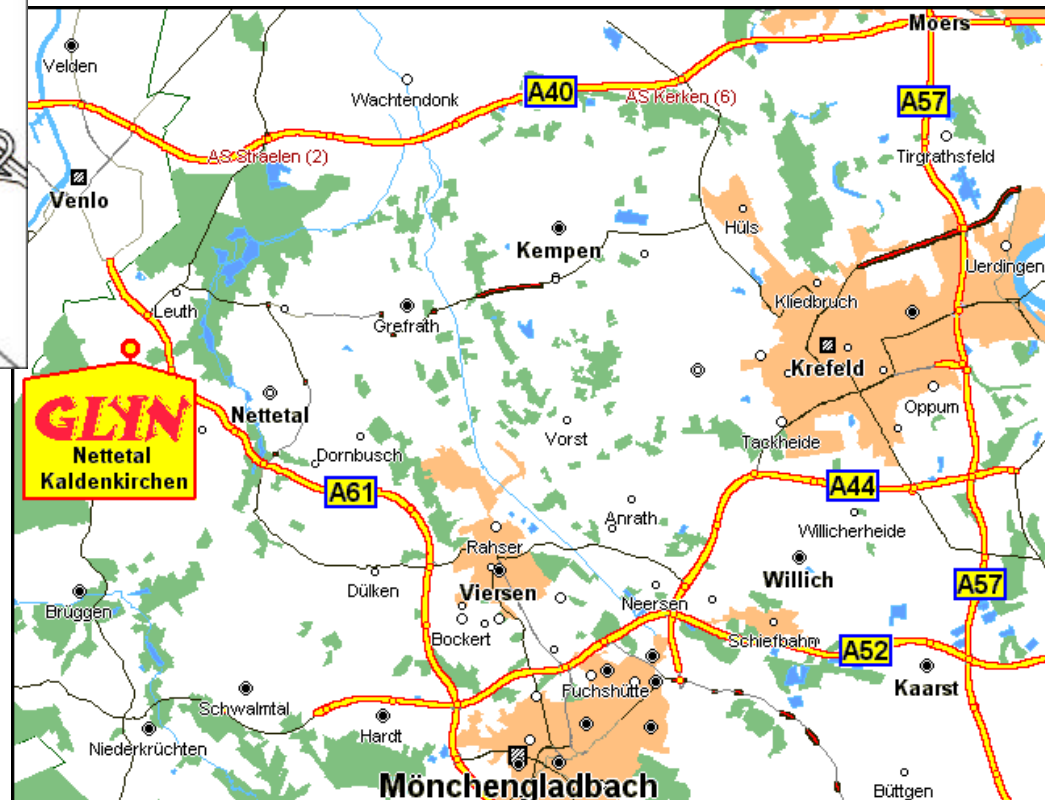 Moers
Velden
Wachtendonk
A40
AS Kerken (6)
A57
Tirgrathsfeld
AS Straelen (2)
Venlo
Hüls
Kempen
Uerdingen
Leuth
Kliedbruch
Grefrath
Krefeld
GLYN
Nettetal
Kaldenkirchen
Nettetal
Oppum
Vorst
Tackheide
Dornbusch
A61
A44
Anrath
Willicherheide
Rahser
Willich
A57
Dülken
Viersen
Neersen
Brüggen
Bockert
Schiefbahn
A52
Fuchshütte
Kaarst
Schwalmtal
Hardt
Niederkrüchten
Mönchengladbach
Büttgen